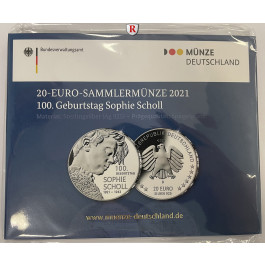 R
Bundesverwaltungsamt
MÜNZE
DEUTSCHLAND
20-EURO-SAMMLERMÜNZE 2021
100. Geburtstag Sophie Scholl
100.
GEBURTSTAG
SOPHIE
SCHOLL
1921 - 1943
BUNDESREPUBLIK DEUTSCHLAND
20 EURO
www.muenze-deutschland.de